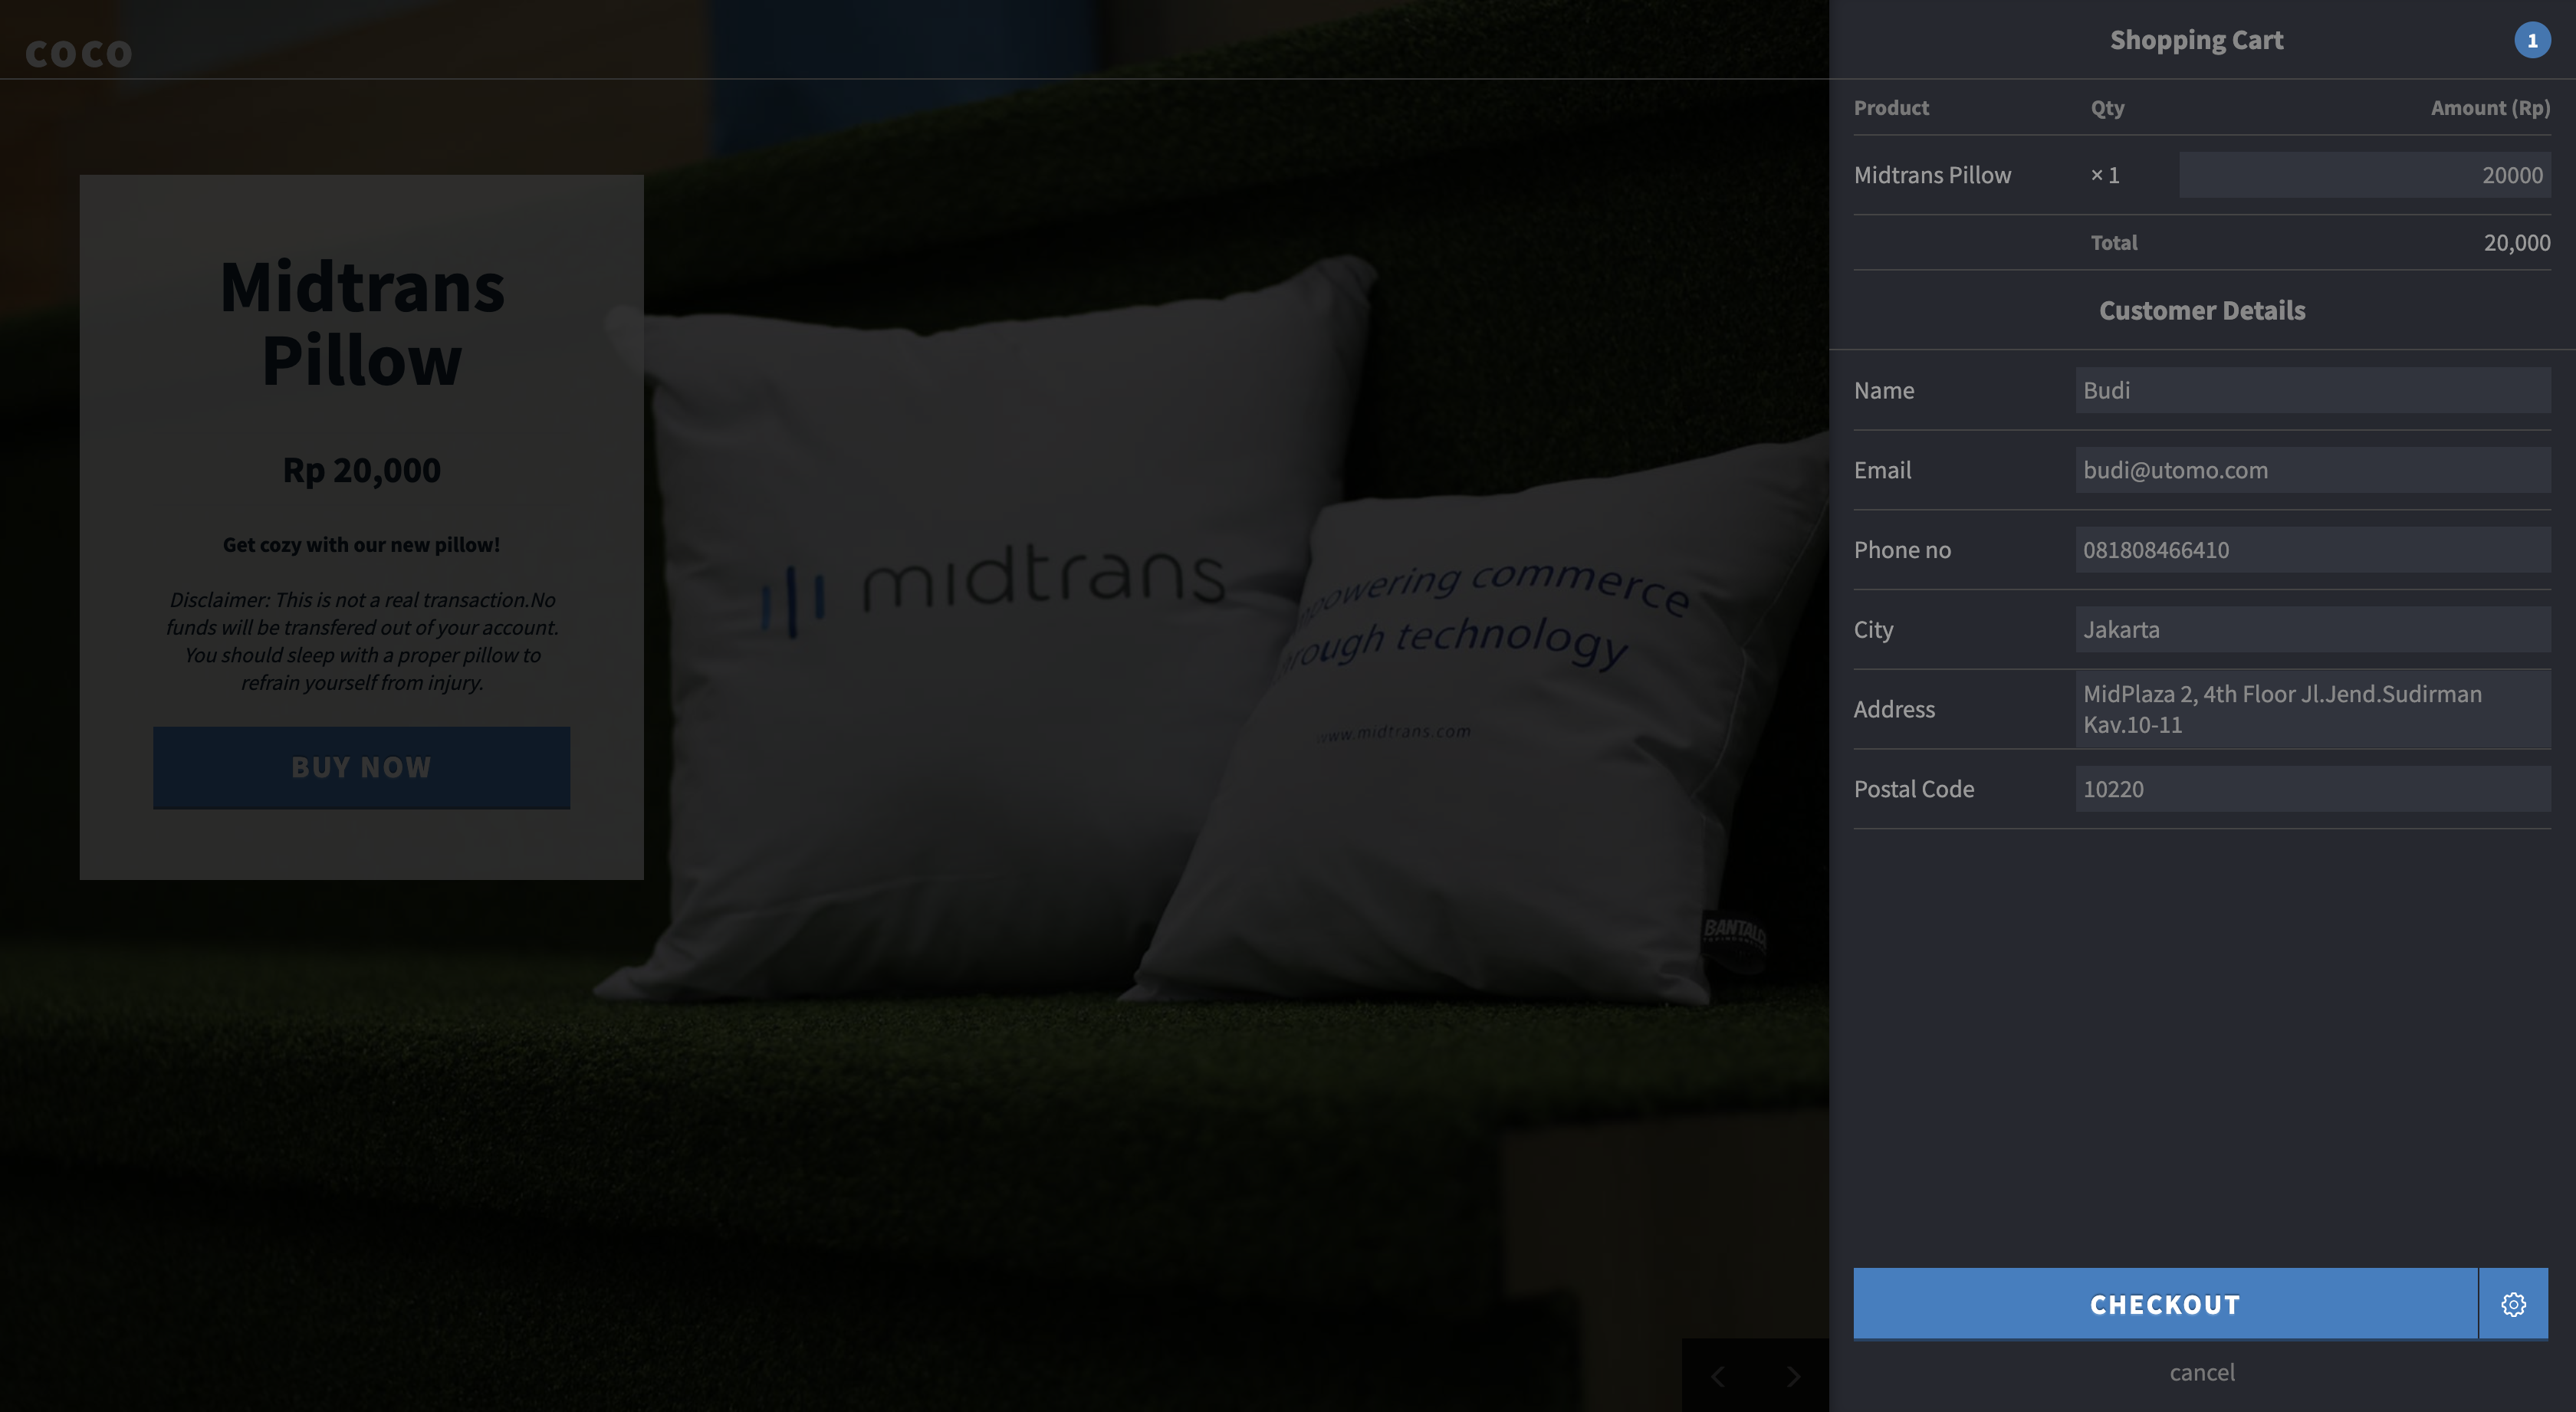 coco
Midtrans
Pillow
Rp 20,000
Get cozy with our new pillow!
Disclaimer: This is not a real transaction.No
funds will be transfered out of your account.
You should sleep with a proper pillow to
refrain yourself from injury.
BUY NOW
midtrans
powering commerce
rough technology
www.midtrans.com
BANTAL
Shopping Cart 1
Product Qty Amount (Rp)
Midtrans Pillow × 1 20000
Total 20,000
Customer Details
Name Budi
Email budi@utomo.com
Phone no 081808466410
City Jakarta
Address MidPlaza 2, 4th Floor Jl.Jend.Sudirman
Kav.10-11
Postal Code 10220
CHECKOUT
cancel